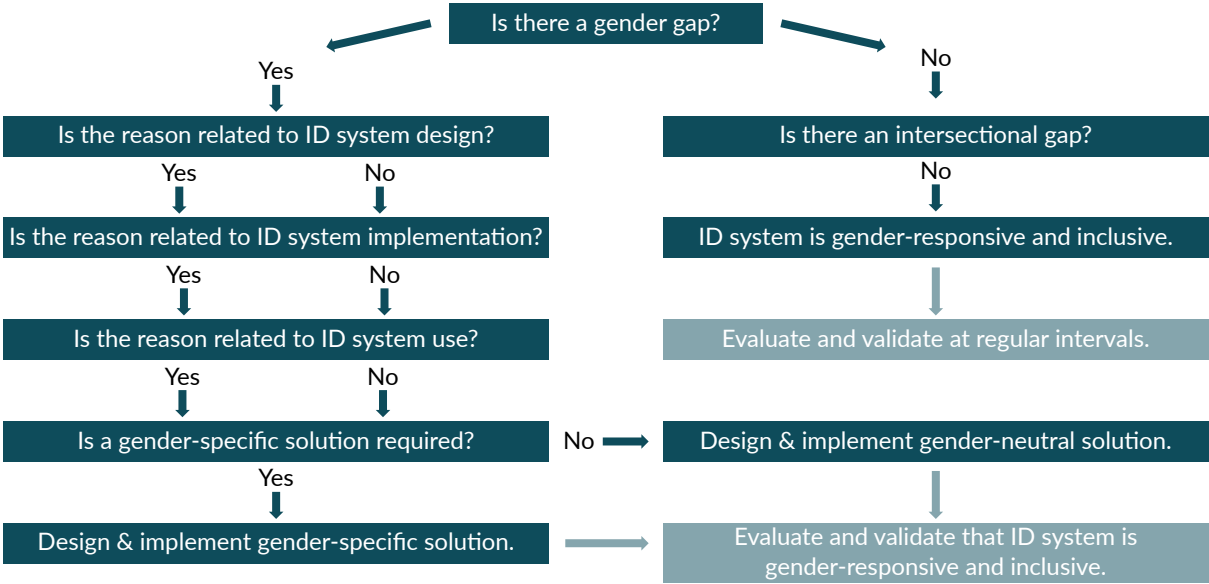 Is there a gender gap?
Yes
No
Is the reason related to ID system design?
Is there an intersectional gap?
Yes
No
No
Is the reason related to ID system implementation?
ID system is gender-responsive and inclusive.
Yes
No
Is the reason related to ID system use?
Evaluate and validate at regular intervals.
Yes
No
Is a gender-specific solution required?
No
Design & implement gender-neutral solution.
Yes
Design & implement gender-specific solution.
Evaluate and validate that ID system is
gender-responsive and inclusive.